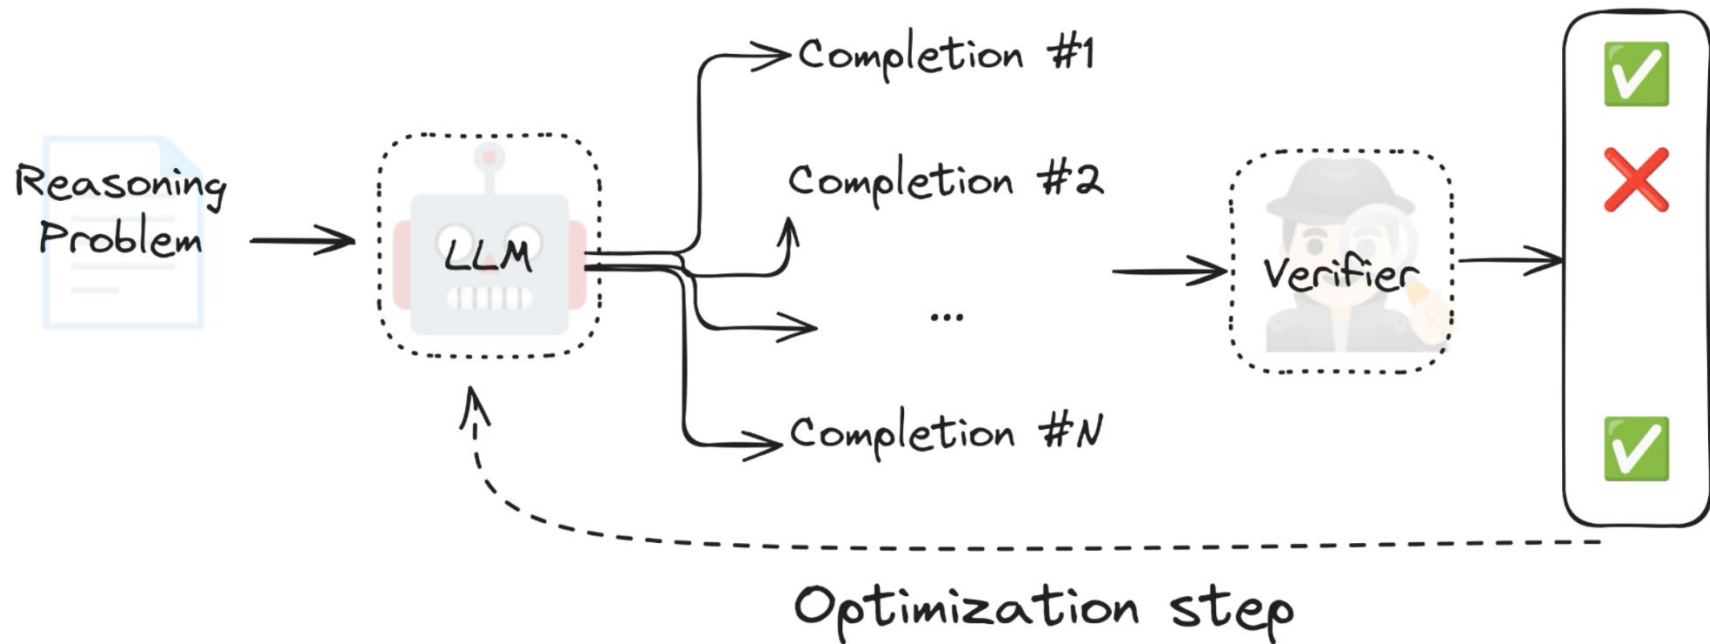 Reasoning
Problem
LLM
Completion #1
Completion #2
...
Completion #N
Verifier
Optimization step